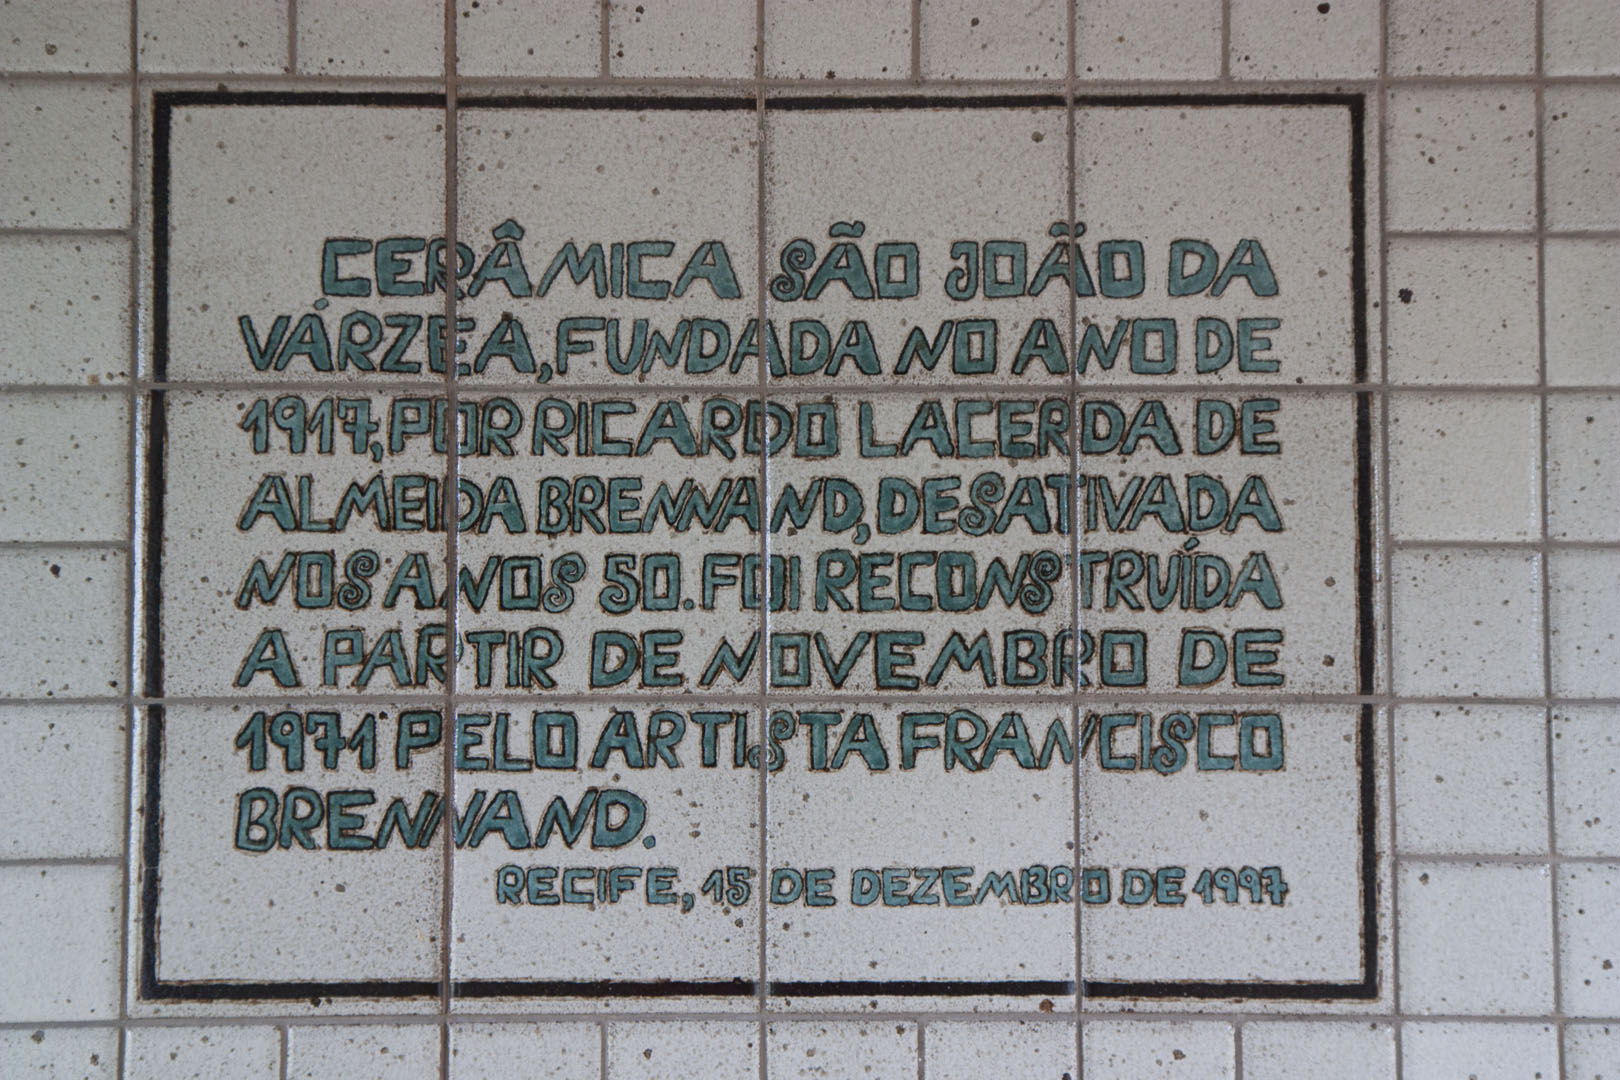 CERÂMICA SÃO JOÃO DA
VÁRZEA, FUNDADA NO ANO DE
1917, POR RICARDO LACERDA DE
ALMEIDA BRENNAND, DESATIVADA
NOS ANOS 50. FOI RECONSTRUÍDA
A PARTIR DE NOVEMBRO DE
1971 PELO ARTISTA FRANCISCO
BRENNAND.
RECIFE, 15 DE DEZEMBRO DE 1997